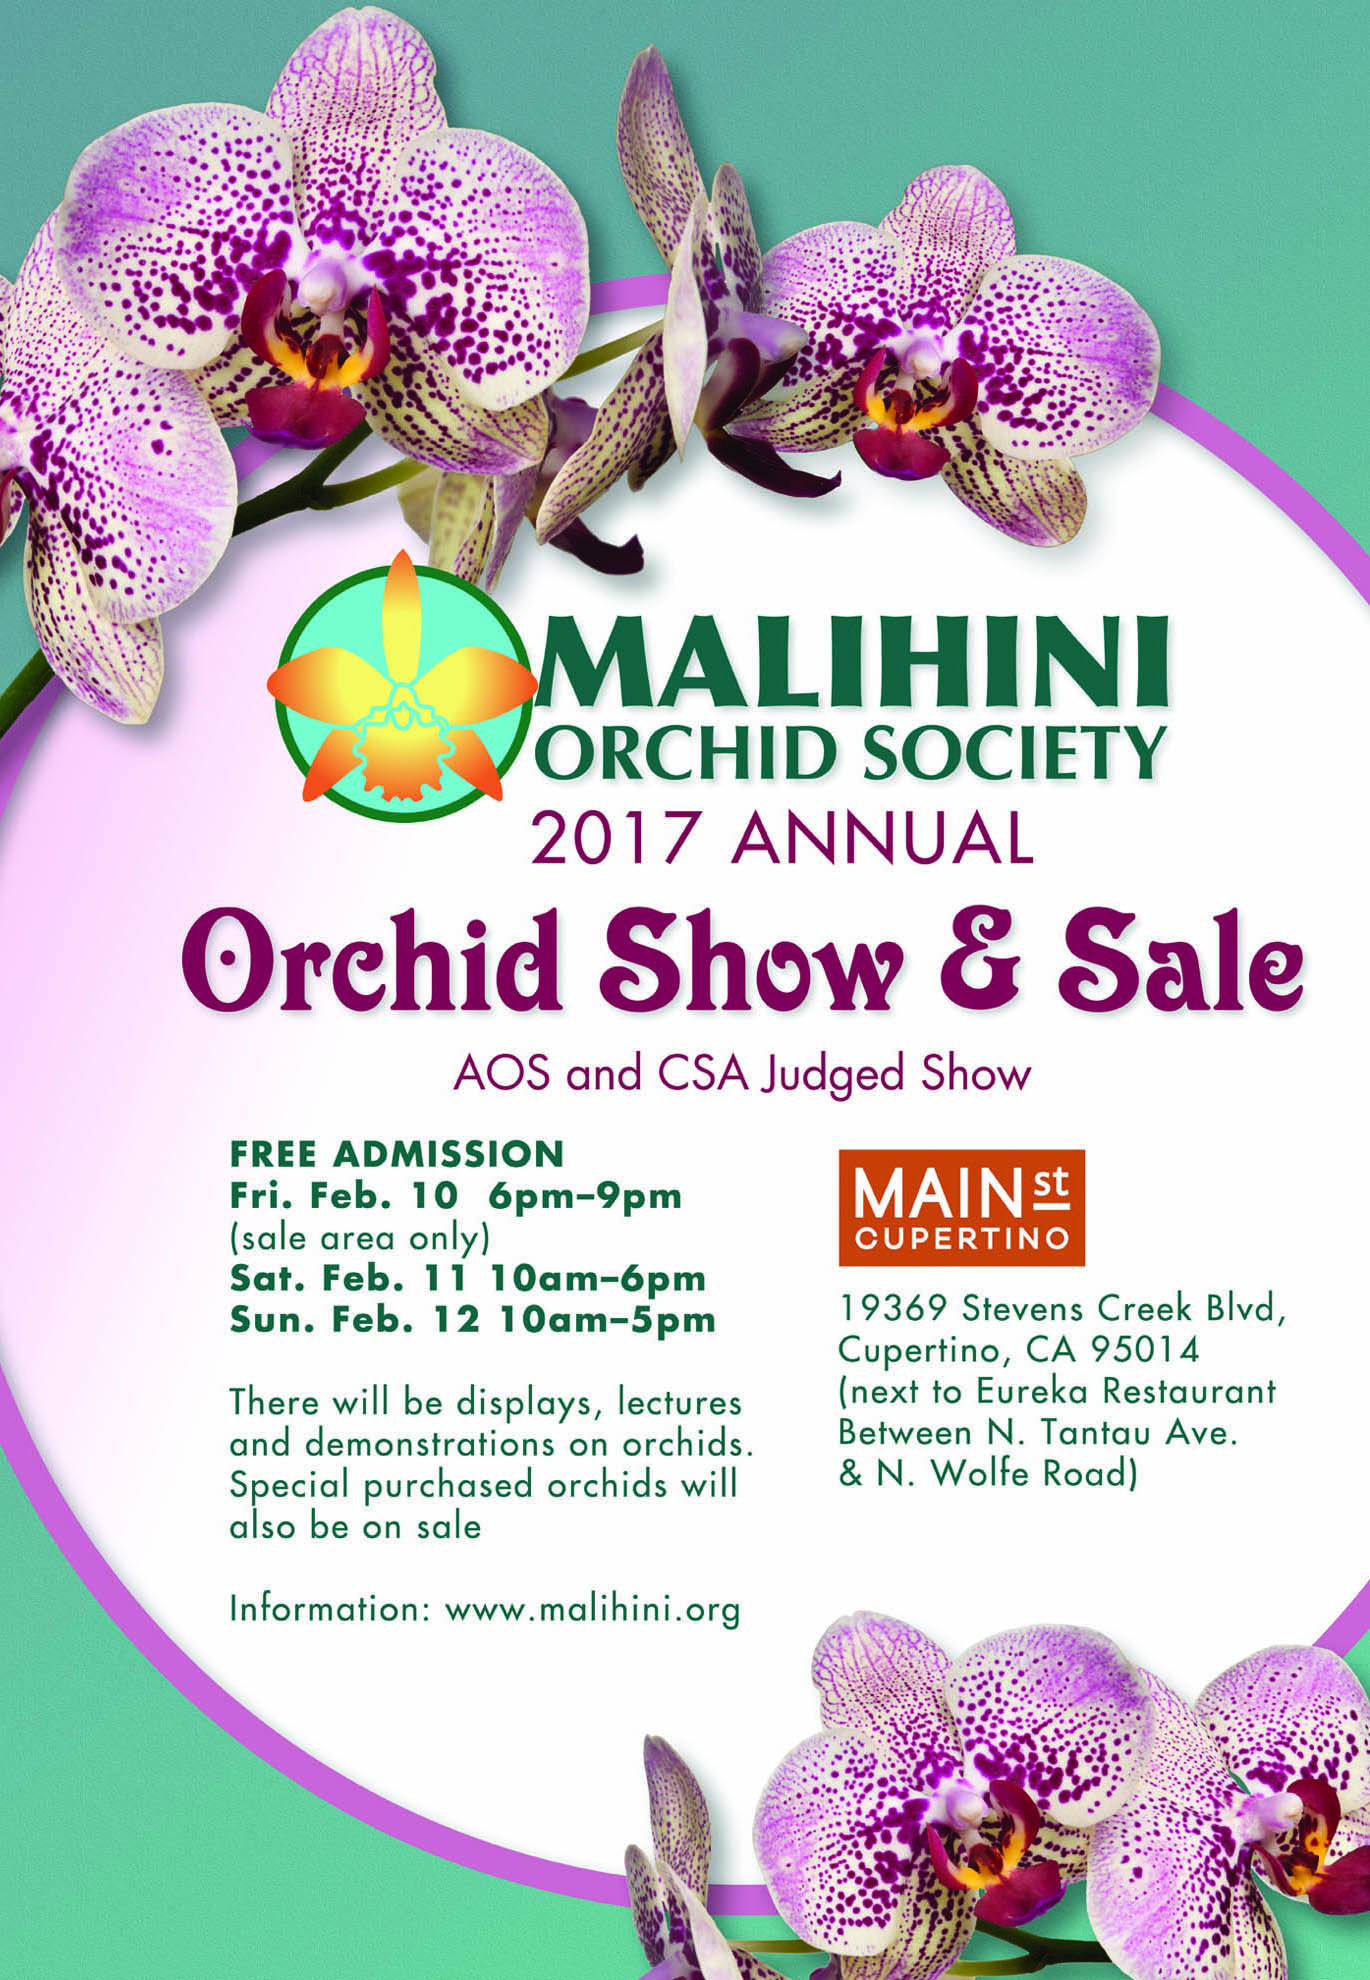 MALIHINI
ORCHID SOCIETY
2017 ANNUAL
Orchid Show & Sale
AOS and CSA Judged Show
FREE ADMISSION
Fri. Feb. 10 6pm–9pm
(sale area only)
Sat. Feb. 11 10am–6pm
Sun. Feb. 12 10am–5pm
There will be displays, lectures
and demonstrations on orchids.
Special purchased orchids will
also be on sale
Information: www.malihini.org
MAIN st
CUPERTINO
19369 Stevens Creek Blvd,
Cupertino, CA 95014
(next to Eureka Restaurant
Between N. Tantau Ave.
& N. Wolfe Road)